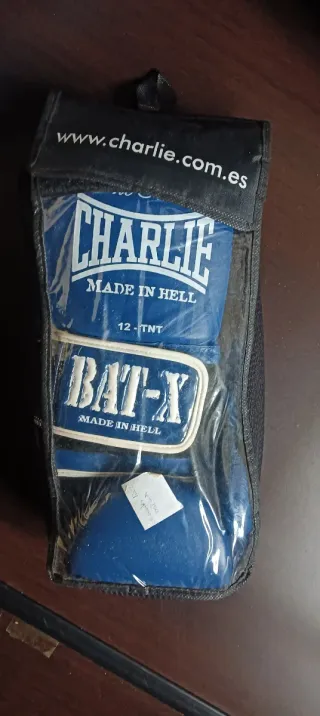 www.charlie.com.es
CHARLIE
MADE IN HELL
12 - TNT
BAT-X
MADE IN HELL